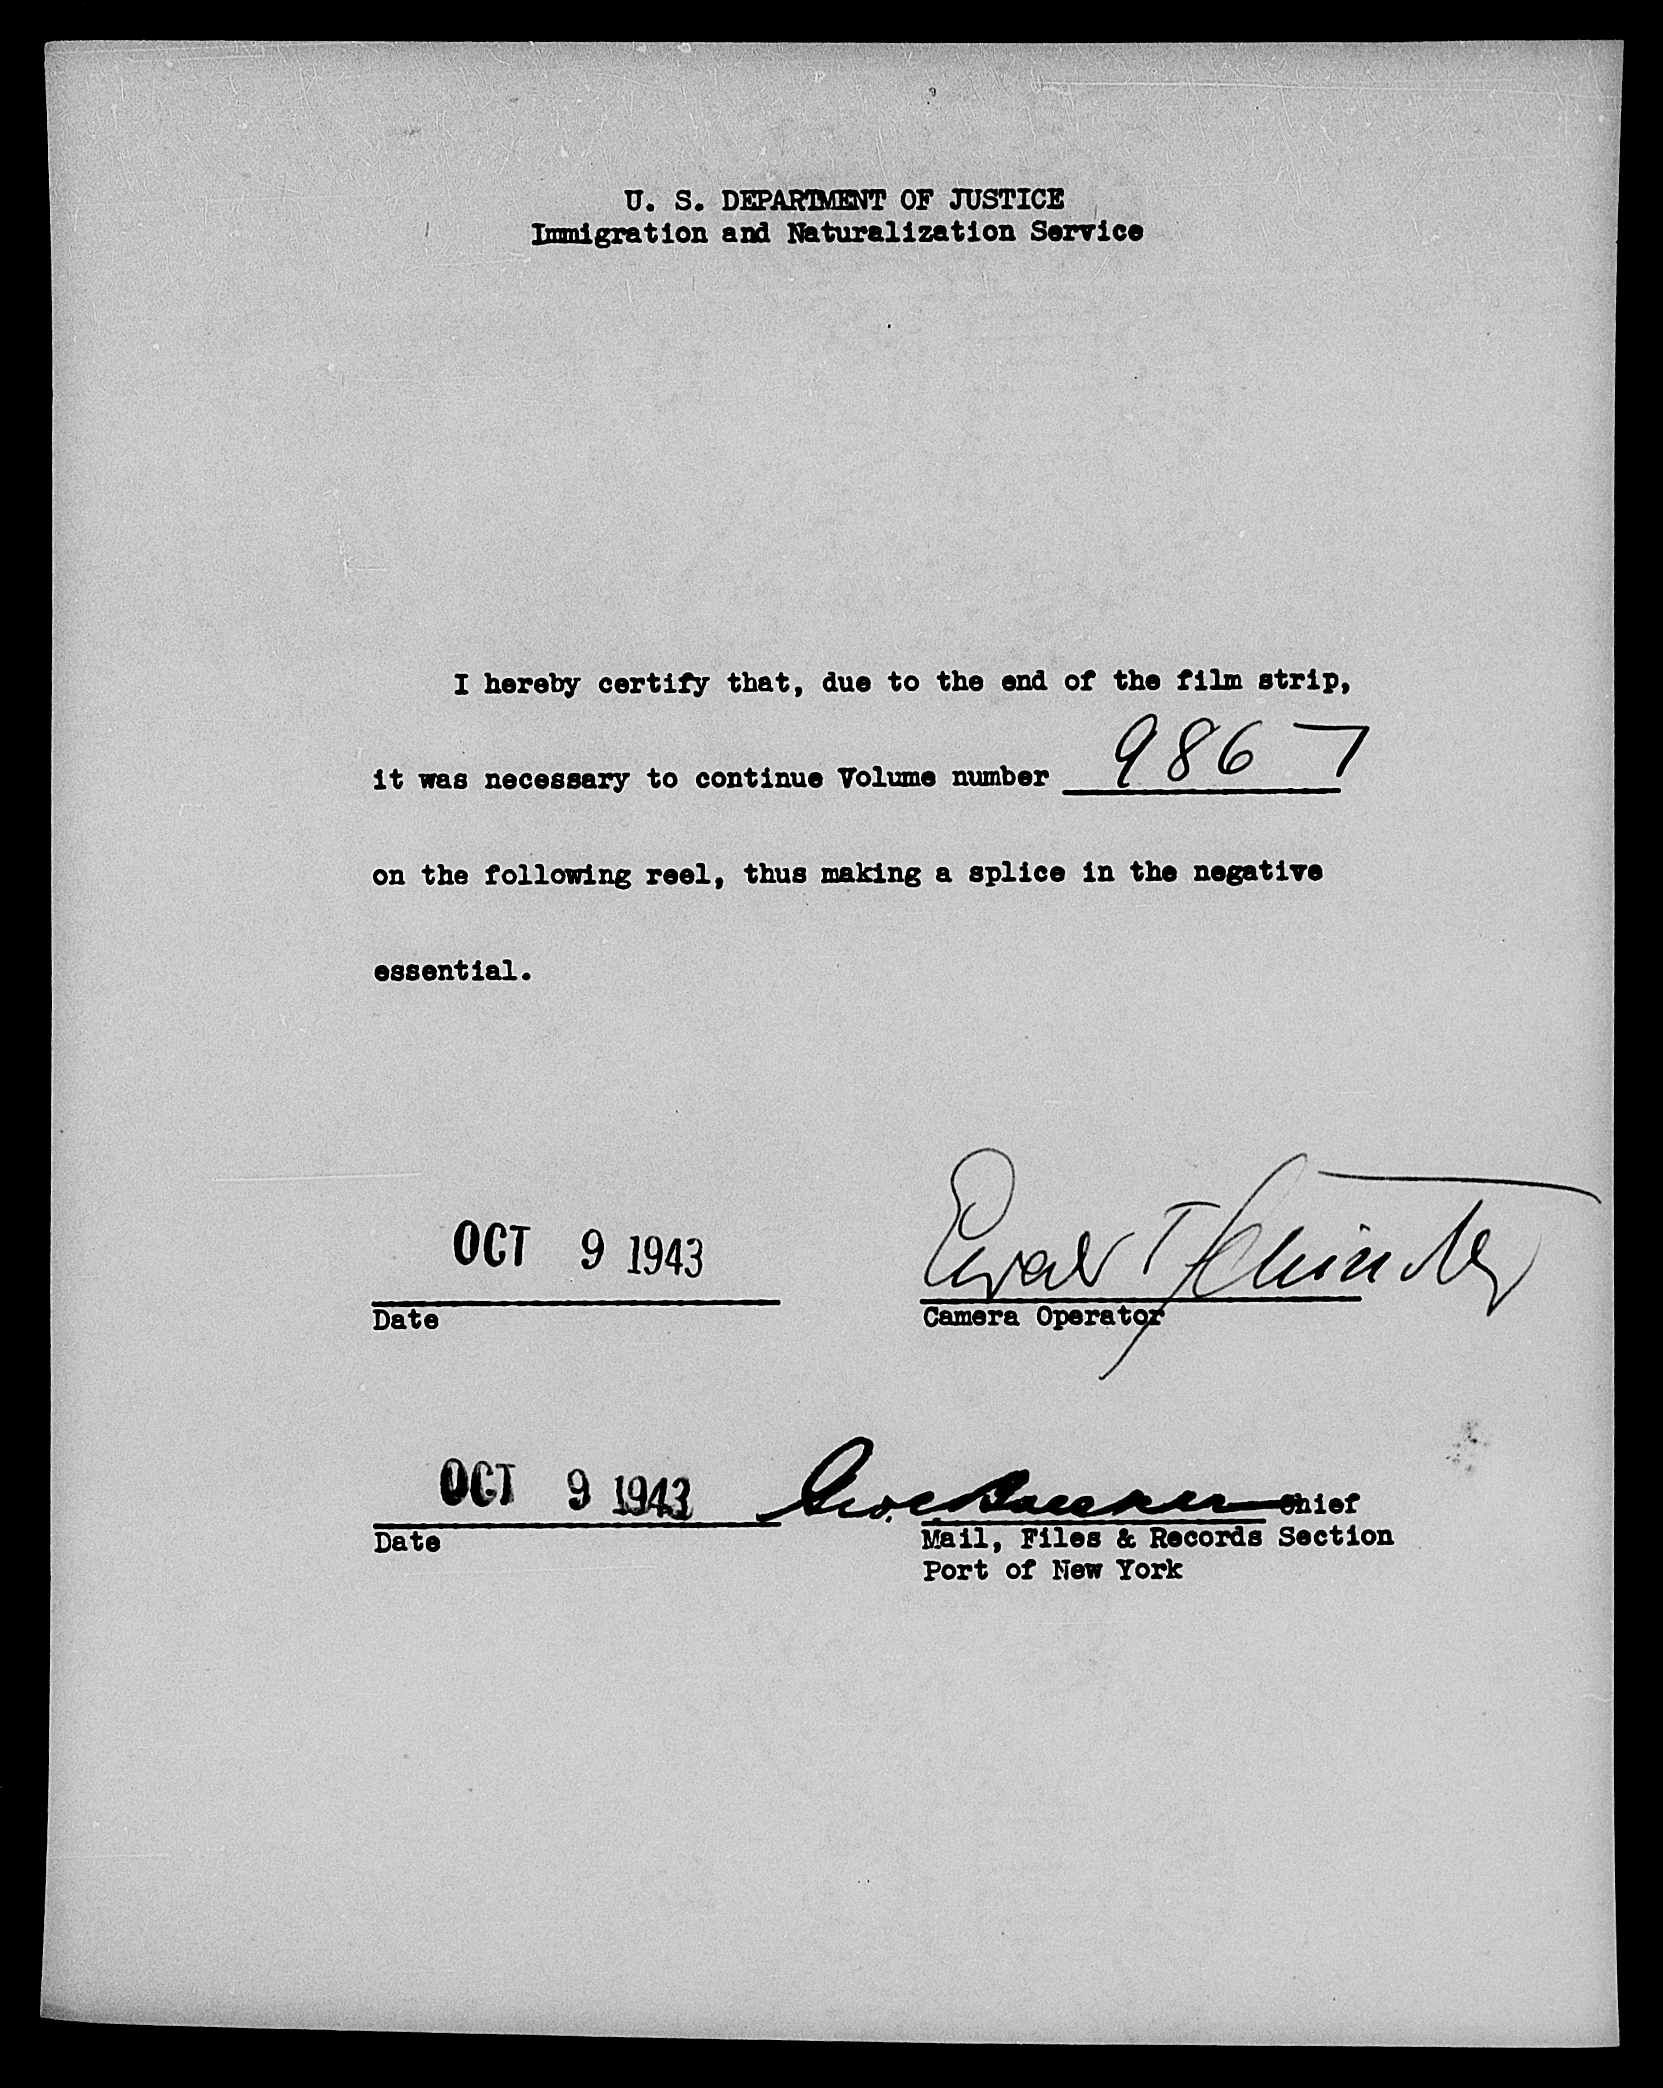 U. S. DEPARTMENT OF JUSTICE
Immigration and Naturalization Service
I hereby certify that, due to the end of the film strip,
it was necessary to continue Volume number 9867
on the following reel, thus making a splice in the negative
essential.
OCT 9 1943
Date
Camera Operator
OCT 9 1943
Chief
Date
Mail, Files & Records Section
Port of New York